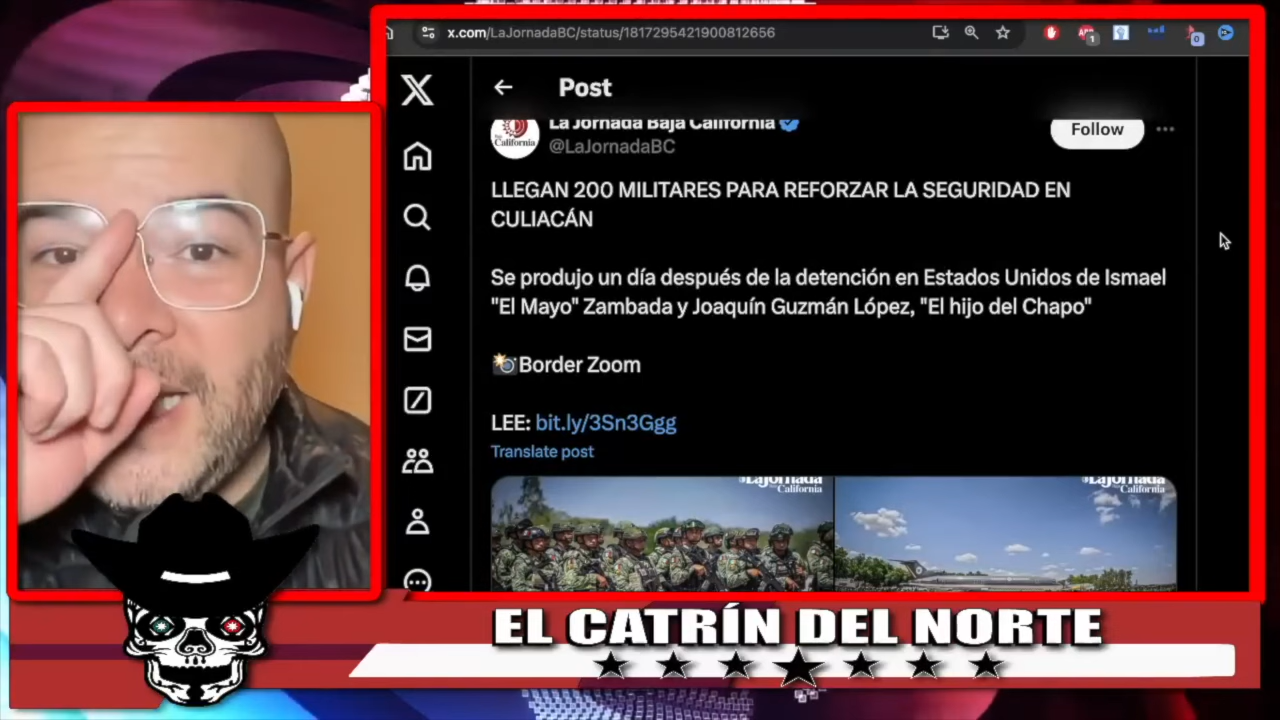 x.com/LaJornadaBC/status/1817295421900812656
Post
La Jornada Baja California
@LaJornadaBC
California
Follow
LLEGAN 200 MILITARES PARA REFORZAR LA SEGURIDAD EN
CULIACÁN
Se produjo un día después de la detención en Estados Unidos de Ismael
"El Mayo" Zambada y Joaquín Guzmán López, "El hijo del Chapo"
Border Zoom
LEE: bit.ly/3Sn3Ggg
Translate post
LaJornada
California
LaJornada
California
EL CATRÍN DEL NORTE